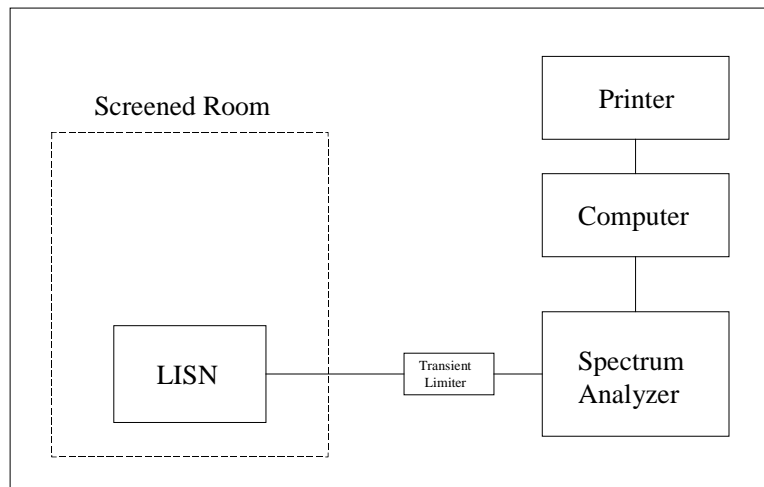 Screened Room
Printer
Computer
LISN
Transient
Limiter
Spectrum
Analyzer